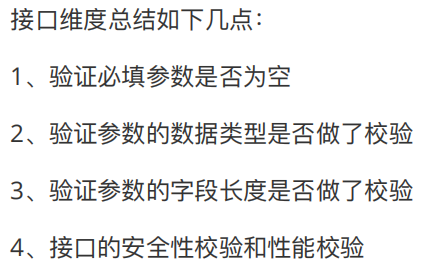 接口维度总结如下几点：
1、验证必填参数是否为空
2、验证参数的数据类型是否做了校验
3、验证参数的字段长度是否做了校验
4、接口的安全性校验和性能校验